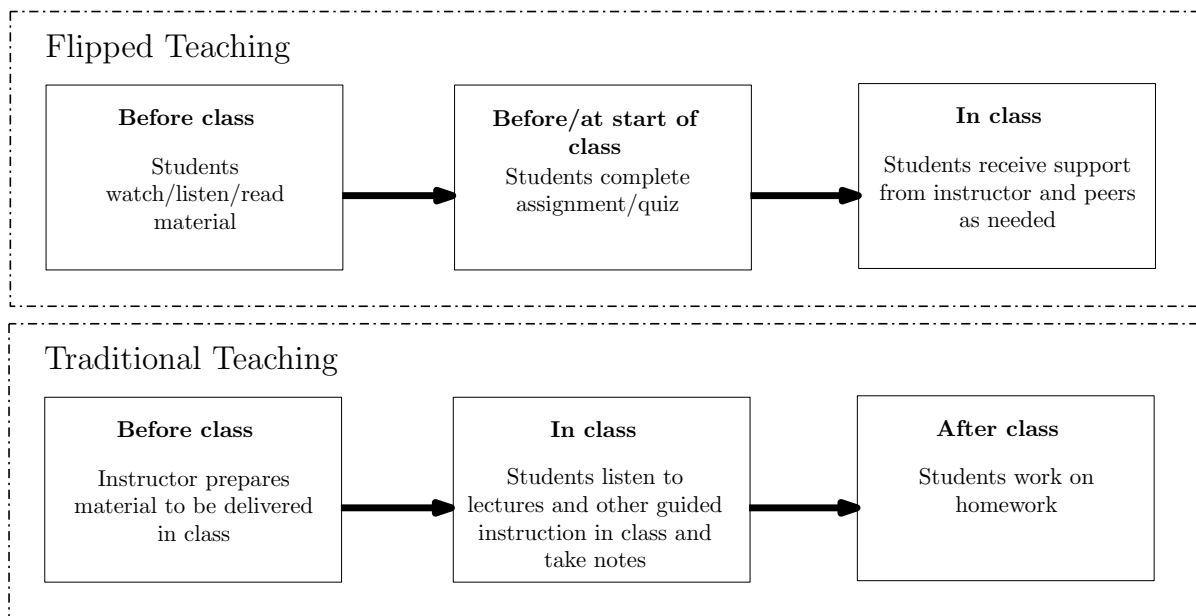 Flipped Teaching
Before class
Students
watch/listen/read
material
Before/at start of
class
Students complete
assignment/quiz
In class
Students receive support
from instructor and peers
as needed
Traditional Teaching
Before class
Instructor prepares
material to be delivered
in class
In class
Students listen to
lectures and other guided
instruction in class and
take notes
After class
Students work on
homework